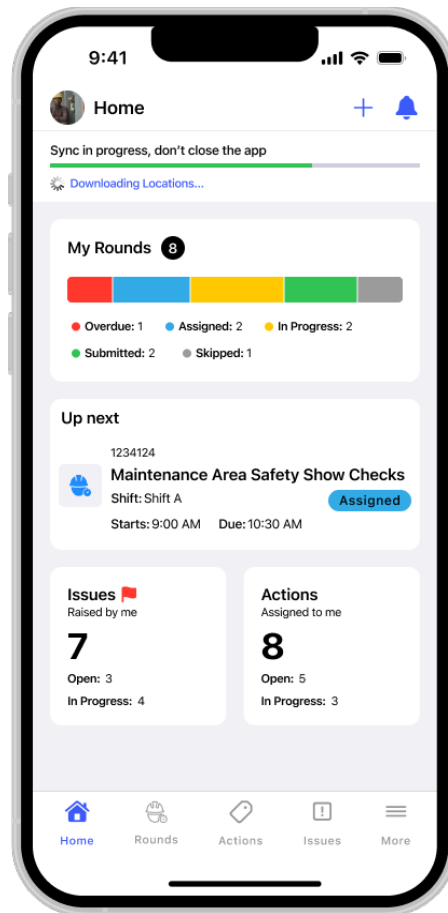 9:41
Home
Sync in progress, don't close the app
Downloading Locations...
My Rounds 8
Overdue: 1 Assigned: 2 In Progress: 2
Submitted: 2 Skipped: 1
Up next
1234124
Maintenance Area Safety Show Checks
Shift: Shift A Assigned
Starts: 9:00 AM Due: 10:30 AM
Issues
Raised by me
7
Open: 3
In Progress: 4
Actions
Assigned to me
8
Open: 5
In Progress: 3
Home Rounds Actions Issues More